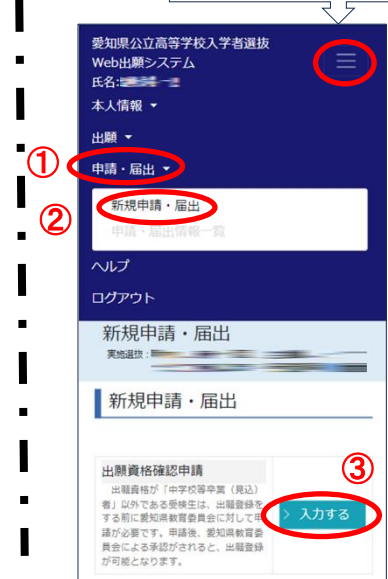 愛知県公立高等学校入学者選抜
Web出願システム
氏名:
本人情報 ▼
出願 ▼
① 申請・届出 ▼
② 新規申請・届出
申請・届出情報一覧
ヘルプ
ログアウト
新規申請・届出
実施選抜:
新規申請・届出
③
出願資格確認申請
出願資格が「中学校等卒業（見込）
者」以外である受検生は、出願登録を
する前に愛知県教育委員会に対して申
請が必要です。申請後、愛知県教育委
員会による承認がされると、出願登録
が可能となります。
> 入力する